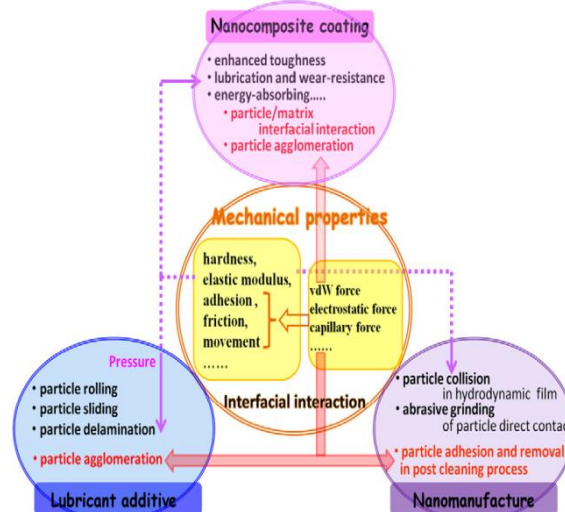 Nanocomposite coating
• enhanced toughness
• lubrication and wear-resistance
• energy-absorbing.....
• particle/matrix
interfacial interaction
• particle agglomeration
Mechanical properties
hardness,
elastic modulus,
adhesion ,
friction,
movement
......
vdW force
electrostatic force
capillary force
......
Interfacial interaction
Pressure
• particle rolling
• particle sliding
• particle delamination
• particle agglomeration
Lubricant additive
• particle collision
in hydrodynamic film
• abrasive grinding
of particle direct contac
• particle adhesion and removal
in post cleaning process
Nanomanufacture